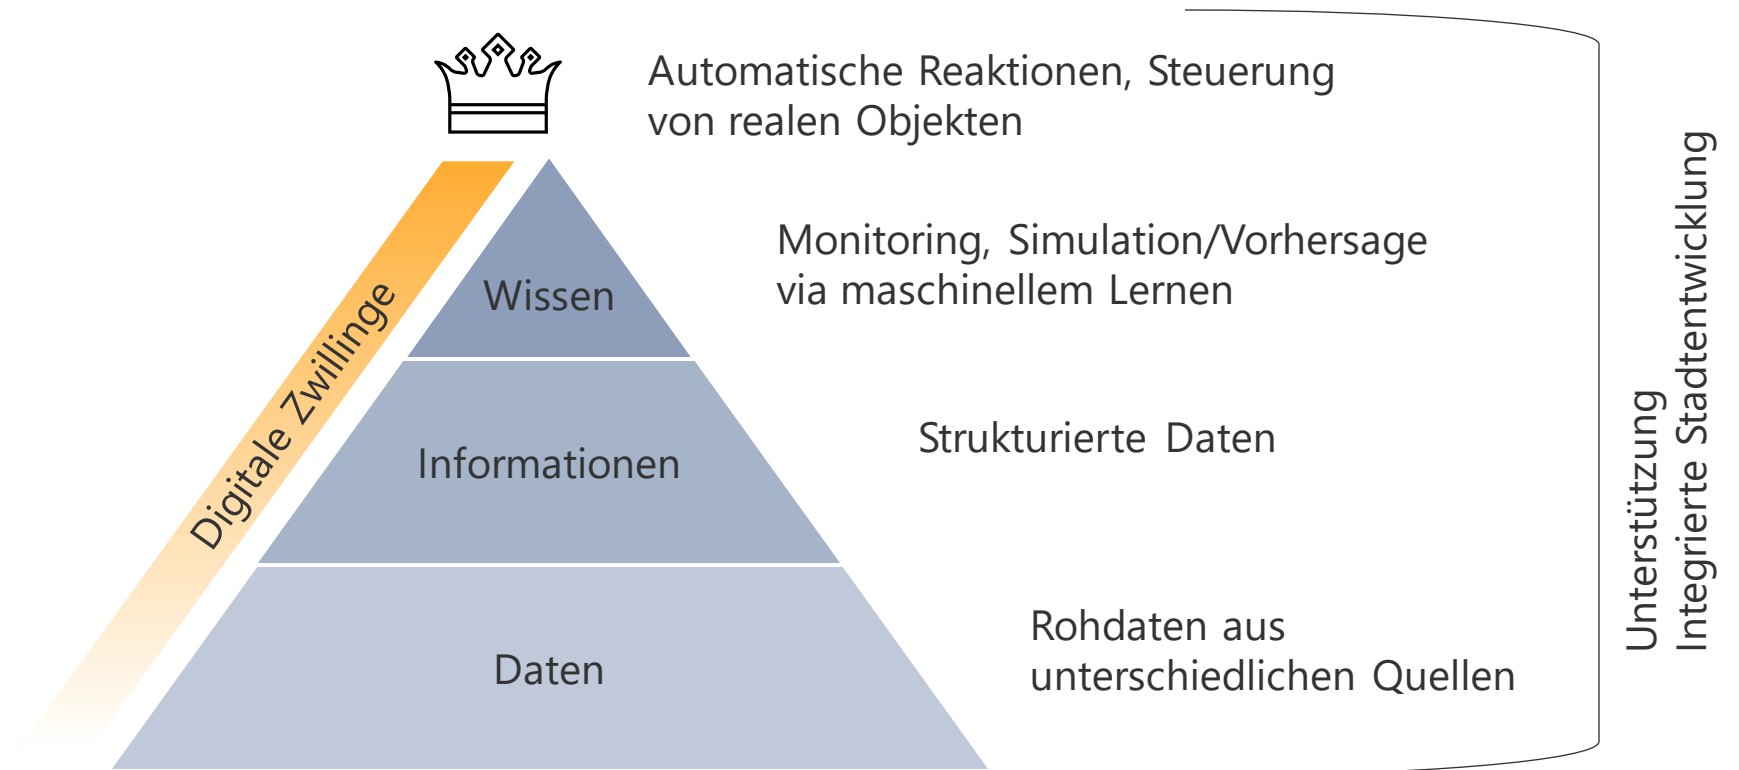 Automatische Reaktionen, Steuerung
von realen Objekten
Digitale Zwillinge
Wissen
Monitoring, Simulation/Vorhersage
via maschinellem Lernen
Informationen
Strukturierte Daten
Daten
Rohdaten aus
unterschiedlichen Quellen
Unterstützung
Integrierte Stadtentwicklung